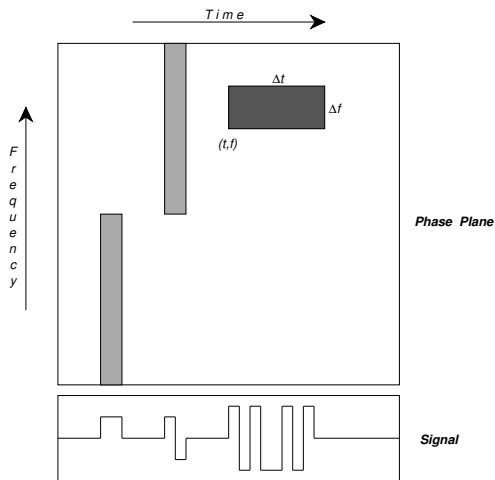 Time
Δt
Δf
(t,f)
Frequency
Phase Plane
Signal